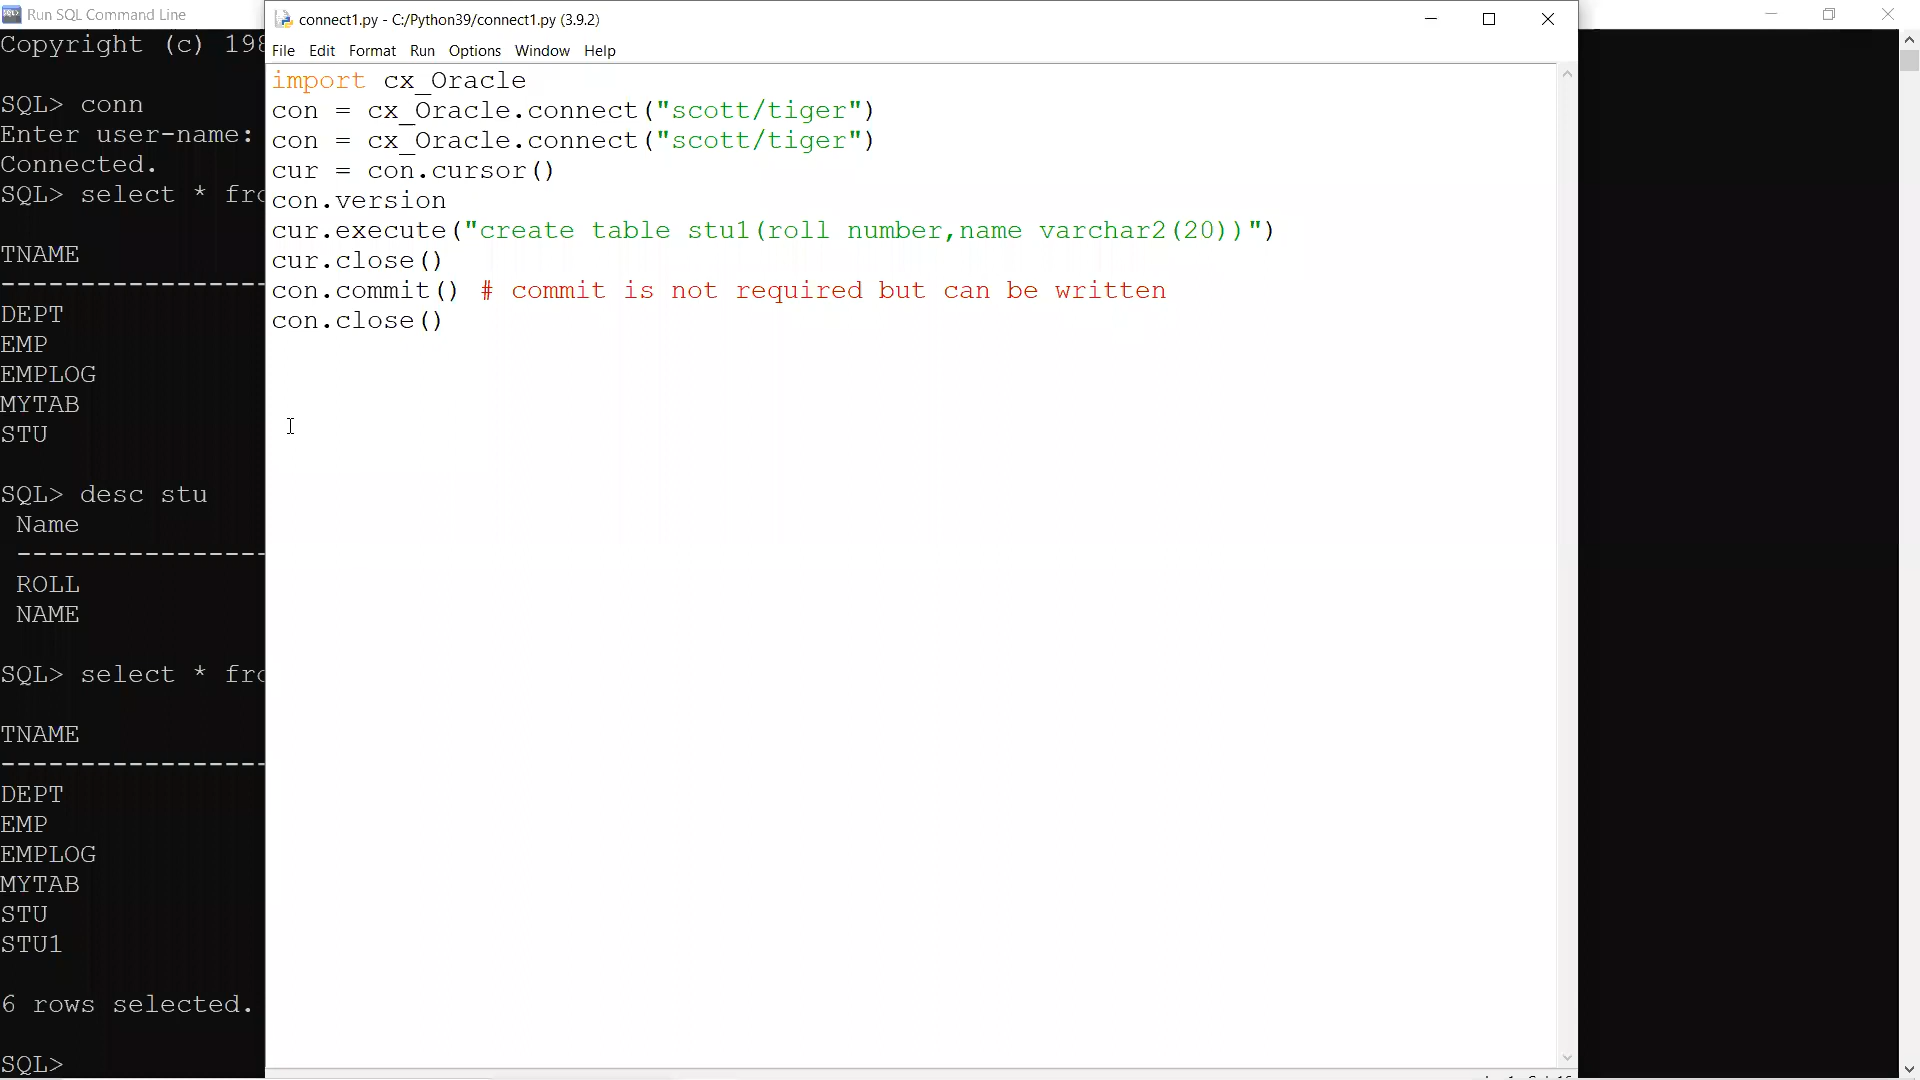 Run SQL Command Line
Copyright (c) 198
SQL> conn
Enter user-name:
Connected.
SQL> select * fro
TNAME
-----------------
DEPT
EMP
EMPLOG
MYTAB
STU
SQL> desc stu
Name
----------------
ROLL
NAME
SQL> select * fro
TNAME
-----------------
DEPT
EMP
EMPLOG
MYTAB
STU
STU1
6 rows selected.
SQL>
connect1.py - C:/Python39/connect1.py (3.9.2)
File Edit Format Run Options Window Help
import cx_Oracle
con = cx_Oracle.connect("scott/tiger")
con = cx_Oracle.connect("scott/tiger")
cur = con.cursor()
con.version
cur.execute("create table stu1(roll number,name varchar2(20))")
cur.close()
con.commit() # commit is not required but can be written
con.close()